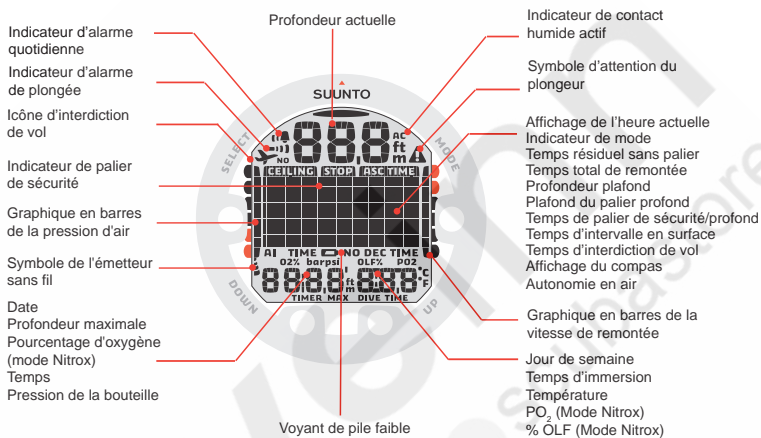 Indicateur d'alarme
quotidienne
Indicateur d'alarme
de plongée
Icône d'interdiction
de vol
Indicateur de palier
de sécurité
Graphique en barres
de la pression d'air
Symbole de l'émetteur
sans fil
Date
Profondeur maximale
Pourcentage d'oxygène
(mode Nitrox)
Temps
Pression de la bouteille
Profondeur actuelle
SUUNTO
SELECT
MODE
DOWN
UP
AC
ft
m
NO
CEILING STOP ASC TIME
AI TIME NO DEC TIME
O2% bar psi OLF% PO2
ft
m
°C
F
TIMER MAX DIVE TIME
Voyant de pile faible
Indicateur de contact
humide actif
Symbole d'attention du
plongeur
Affichage de l'heure actuelle
Indicateur de mode
Temps résiduel sans palier
Temps total de remontée
Profondeur plafond
Plafond du palier profond
Temps de palier de sécurité/profond
Temps d'intervalle en surface
Temps d'interdiction de vol
Affichage du compas
Autonomie en air
Graphique en barres de la
vitesse de remontée
Jour de semaine
Temps d'immersion
Température
PO2 (Mode Nitrox)
% OLF (Mode Nitrox)